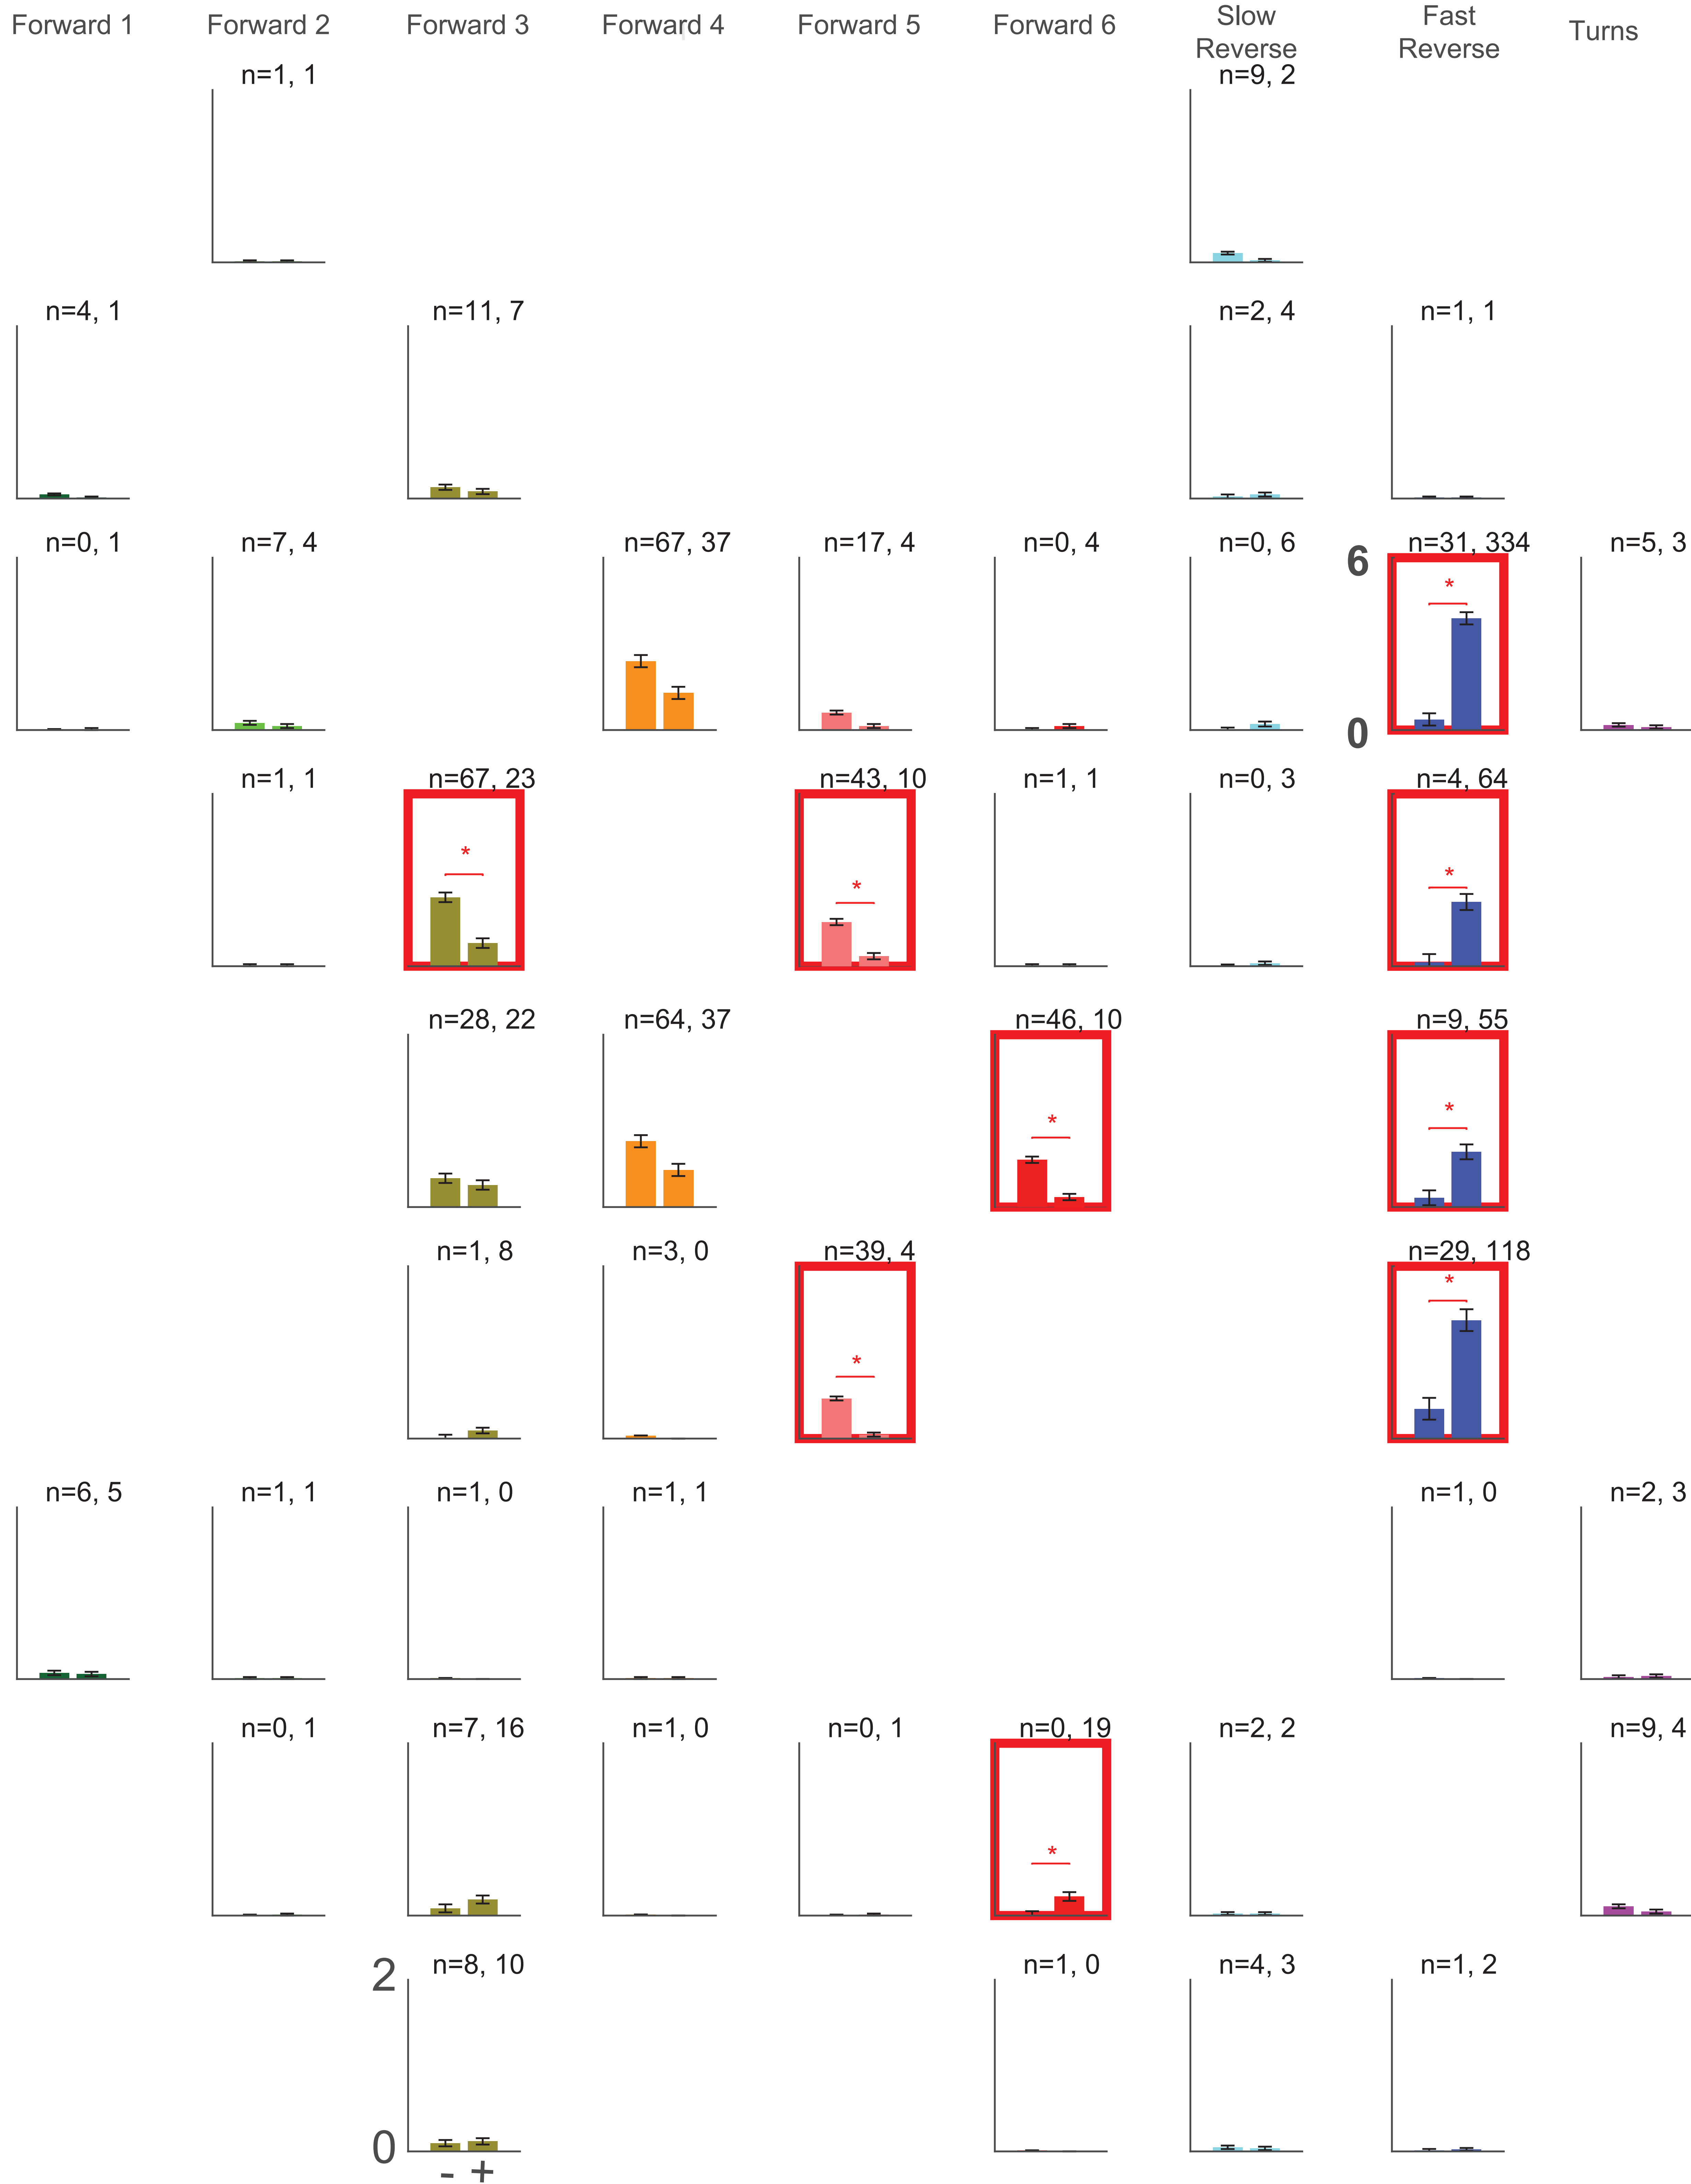 Forward 1 Forward 2 Forward 3 Forward 4 Forward 5 Forward 6 Slow Reverse Fast Reverse Turns
n=1, 1 n=9, 2
n=4, 1 n=11, 7 n=2, 4 n=1, 1
n=0, 1 n=7, 4 n=67, 37 n=17, 4 n=0, 4 n=0, 6 n=31, 334 n=5, 3
6
*
0
n=1, 1 n=67, 23 n=43, 10 n=1, 1 n=0, 3 n=4, 64
* * *
n=28, 22 n=64, 37 n=46, 10 n=9, 55
* *
n=1, 8 n=3, 0 n=39, 4 n=29, 118
* *
n=6, 5 n=1, 1 n=1, 0 n=1, 1 n=1, 0 n=2, 3
n=0, 1 n=7, 16 n=1, 0 n=0, 1 n=0, 19 n=2, 2 n=9, 4
*
n=8, 10 n=1, 0 n=4, 3 n=1, 2
2
0
- +